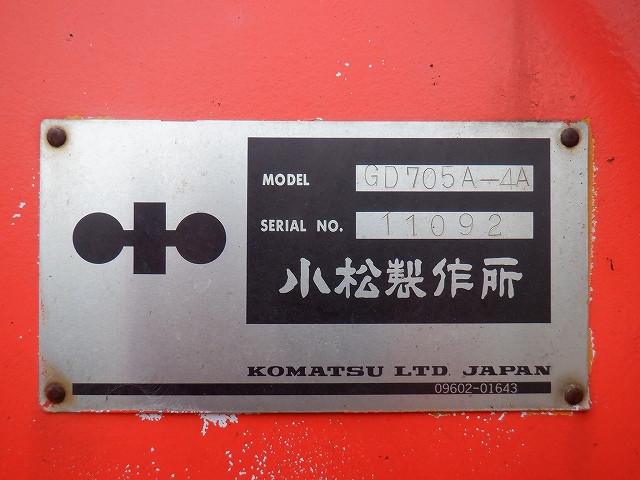 MODEL GD705A-4A
SERIAL NO. 11092
小松製作所
KOMATSU LTD. JAPAN
09602-01643